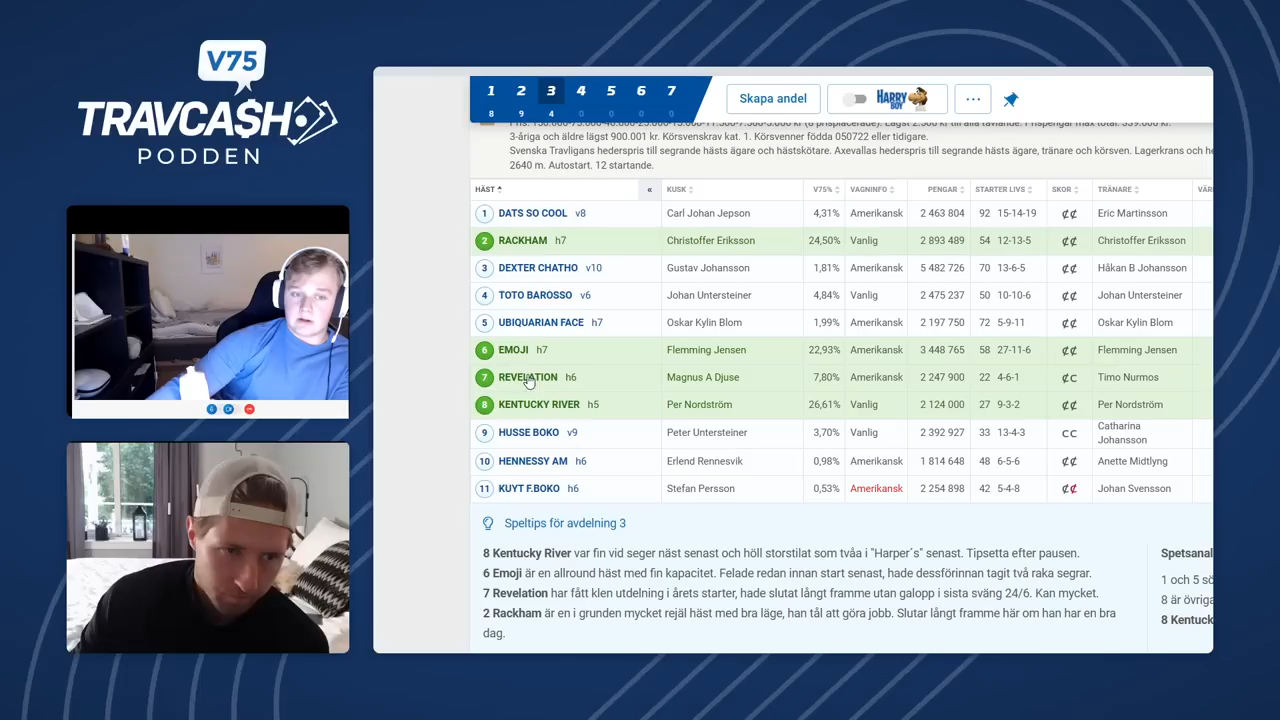 V75
TRAVCA$H
PODDEN
1 2 3 4 5 6 7
8 9 4 0 0 0 0
Skapa andel
HARRY BOY
...
3-åriga och äldre lägst 900.001 kr. Körsvenskrav kat. 1. Körsvenner födda 050722 eller tidigare.
Svenska Travligans hederspris till segrande hästs ägare och hästskötare. Axevallas hederspris till segrande hästs ägare, tränare och körsven. Lagerkrans och he
2640 m. Autostart. 12 startande.
HÄST « KUSK V75% VAGNINFO PENGAR STARTER LIVS SKOR TRÄNARE VÄR
1 DATS SO COOL v8 Carl Johan Jepson 4,31% Amerikansk 2 463 804 92 15-14-19 ȼȼ Eric Martinsson
2 RACKHAM h7 Christoffer Eriksson 24,50% Vanlig 2 893 489 54 12-13-5 ȼȼ Christoffer Eriksson
3 DEXTER CHATHO v10 Gustav Johansson 1,81% Amerikansk 5 482 726 70 13-6-5 ȼȼ Håkan B Johansson
4 TOTO BAROSSO v6 Johan Untersteiner 4,84% Vanlig 2 475 237 50 10-10-6 ȼȼ Johan Untersteiner
5 UBIQUARIAN FACE h7 Oskar Kylin Blom 1,99% Amerikansk 2 197 750 72 5-9-11 ȼȼ Oskar Kylin Blom
6 EMOJI h7 Flemming Jensen 22,93% Amerikansk 3 448 765 58 27-11-6 ȼȼ Flemming Jensen
7 REVELATION h6 Magnus A Djuse 7,80% Amerikansk 2 247 900 22 4-6-1 ȼc Timo Nurmos
8 KENTUCKY RIVER h5 Per Nordström 26,61% Vanlig 2 124 000 27 9-3-2 ȼȼ Per Nordström
9 HUSSE BOKO v9 Peter Untersteiner 3,70% Vanlig 2 392 927 33 13-4-3 cc Catharina
Johansson
10 HENNESSY AM h6 Erlend Rennesvik 0,98% Amerikansk 1 814 648 48 6-5-6 ȼȼ Anette Midtlyng
11 KUYT F.BOKO h6 Stefan Persson 0,53% Amerikansk 2 254 898 42 5-4-8 ȼȼ Johan Svensson
Speltips för avdelning 3
8 Kentucky River var fin vid seger näst senast och höll storstilat som tvåa i "Harper´s" senast. Tipsetta efter pausen.
6 Emoji är en allround häst med fin kapacitet. Felade redan innan start senast, hade dessförinnan tagit två raka segrar.
7 Revelation har fått klen utdelning i årets starter, hade slutat långt framme utan galopp i sista sväng 24/6. Kan mycket.
2 Rackham är en i grunden mycket rejäl häst med bra läge, han tål att göra jobb. Slutar långt framme här om han har en bra
dag.
Spetsanal
1 och 5 sö
8 är övriga
8 Kentuck